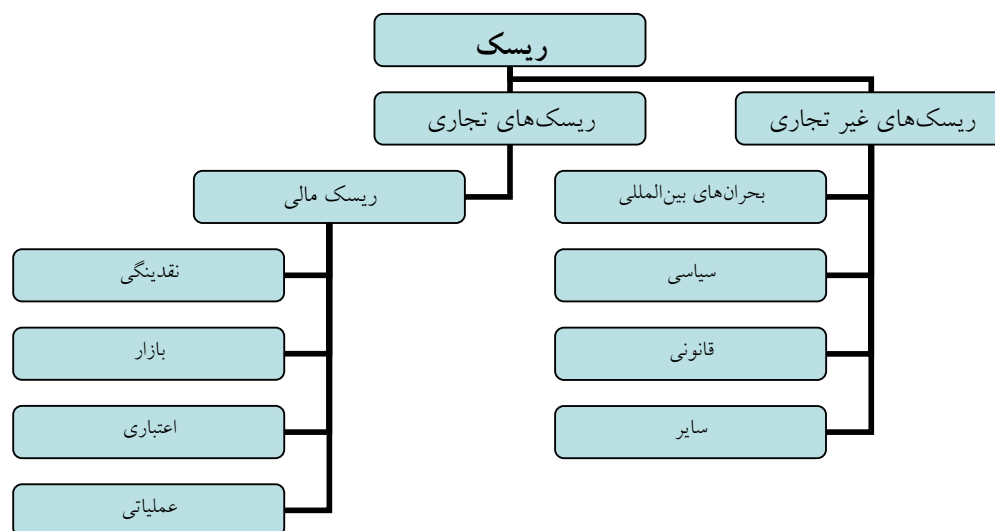 ریسک
ریسک‌های غیر تجاری
ریسک‌های تجاری
بحران‌های بین‌المللی
سیاسی
قانونی
سایر
ریسک مالی
نقدینگی
بازار
اعتباری
عملیاتی